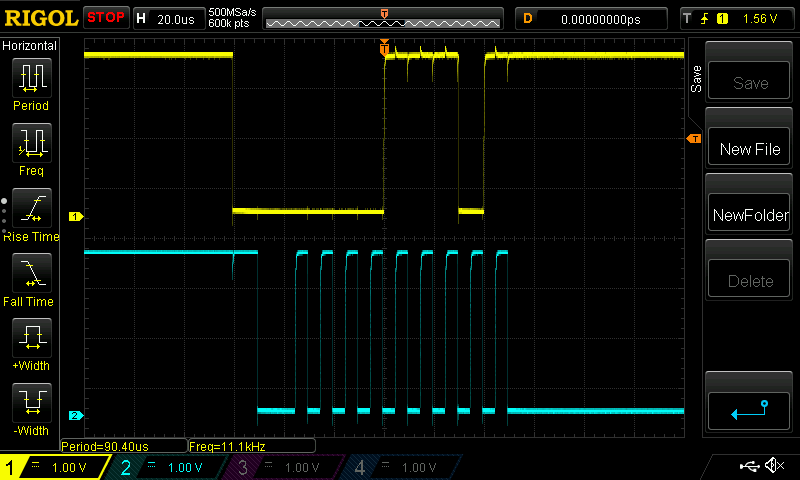 RIGOL STOP H 20.0us 500MSa/s 600k pts T D 0.00000000ps T 1 1.56 V
Horizontal
Period
Freq
Rise Time
Fall Time
+Width
-Width
T
1
2
T
Save
Save
New File
NewFolder
Delete
Period=90.40us Freq=11.1kHz
1 = 1.00 V 2 = 1.00 V 3 = 1.00 V 4 = 1.00 V